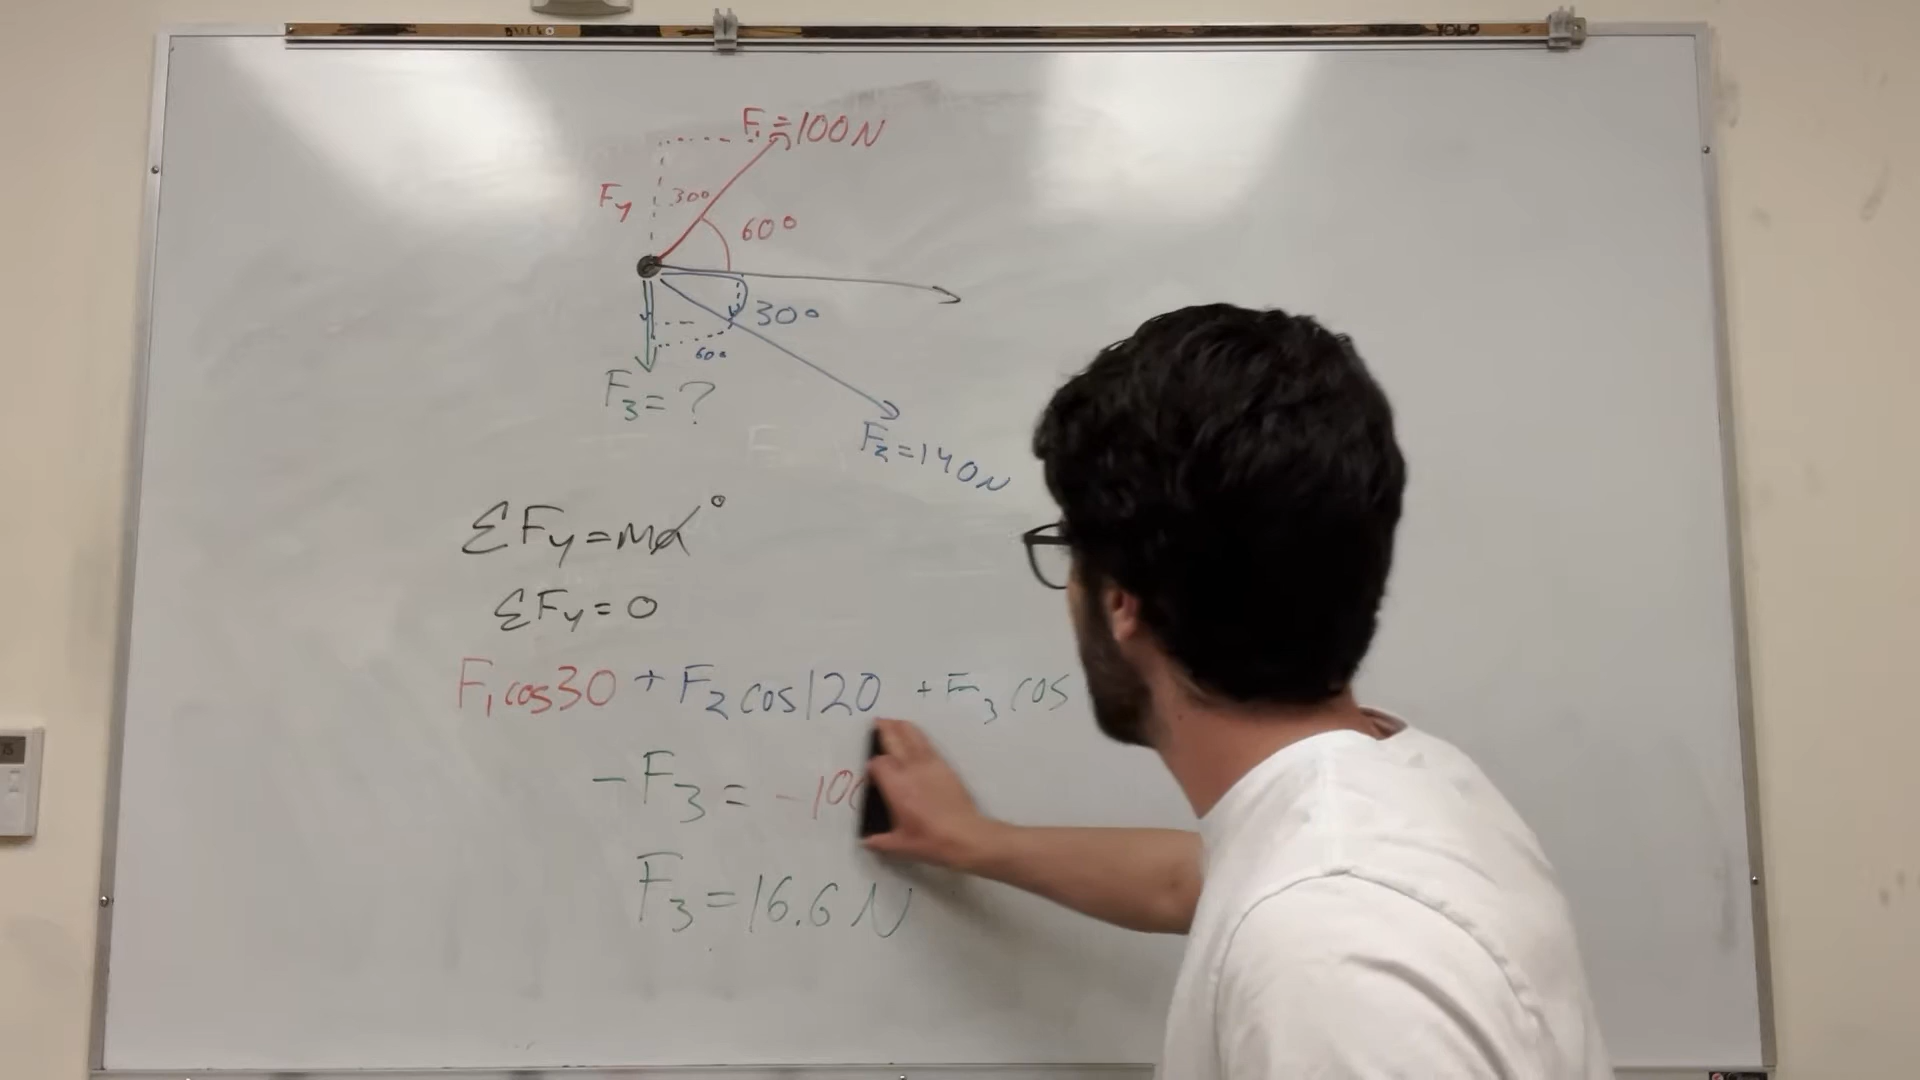 F₁=100N
Fy
30°
60°
30°
60°
F₃=?
F₂=140N
ΣFy=ma°
ΣFy=0
F₁cos30+F₂cos120+F₃cos
-F₃=-10
F₃=16.6N